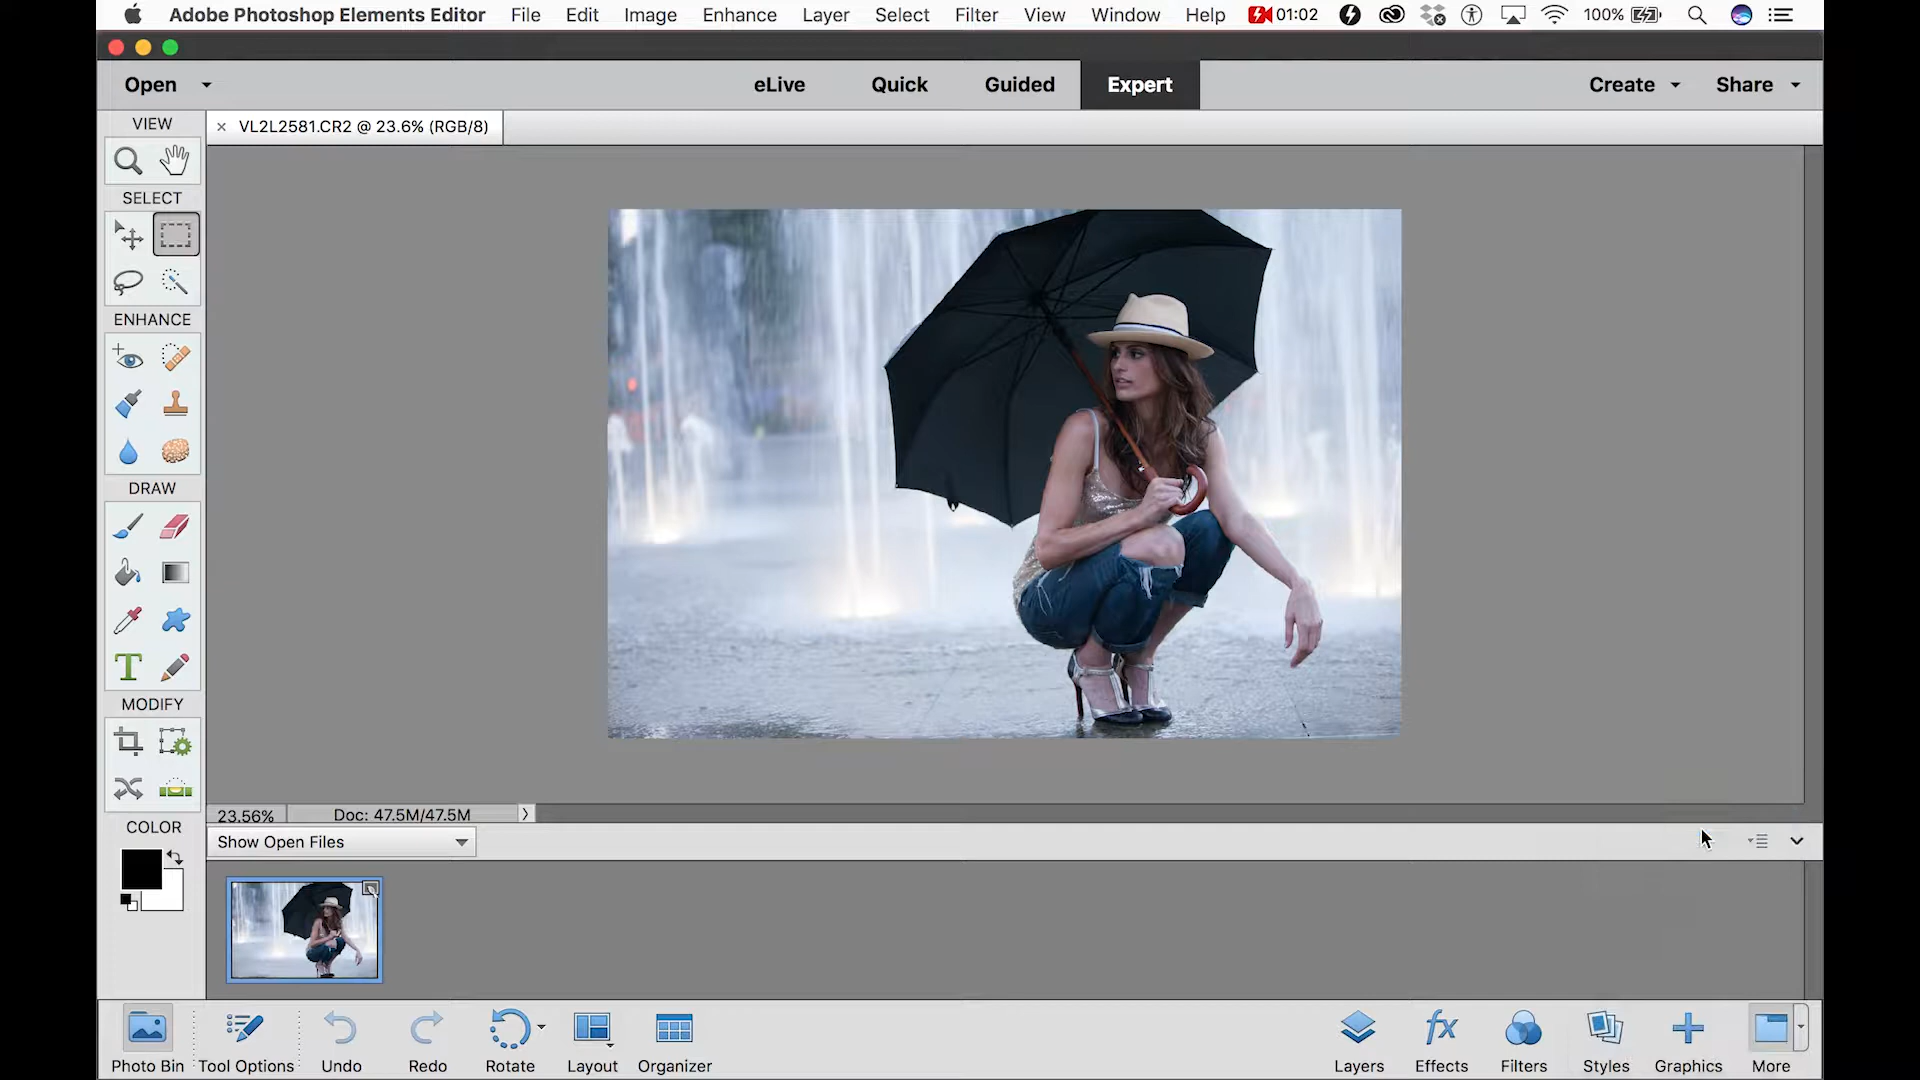 Adobe Photoshop Elements Editor File Edit Image Enhance Layer Select Filter View Window Help 01:02 100%
Open eLive Quick Guided Expert Create Share
VIEW
× VL2L2581.CR2 @ 23.6% (RGB/8)
SELECT
ENHANCE
DRAW
T
MODIFY
23.56% Doc: 47.5M/47.5M
COLOR
Show Open Files
fx
Photo Bin Tool Options Undo Redo Rotate Layout Organizer Layers Effects Filters Styles Graphics More